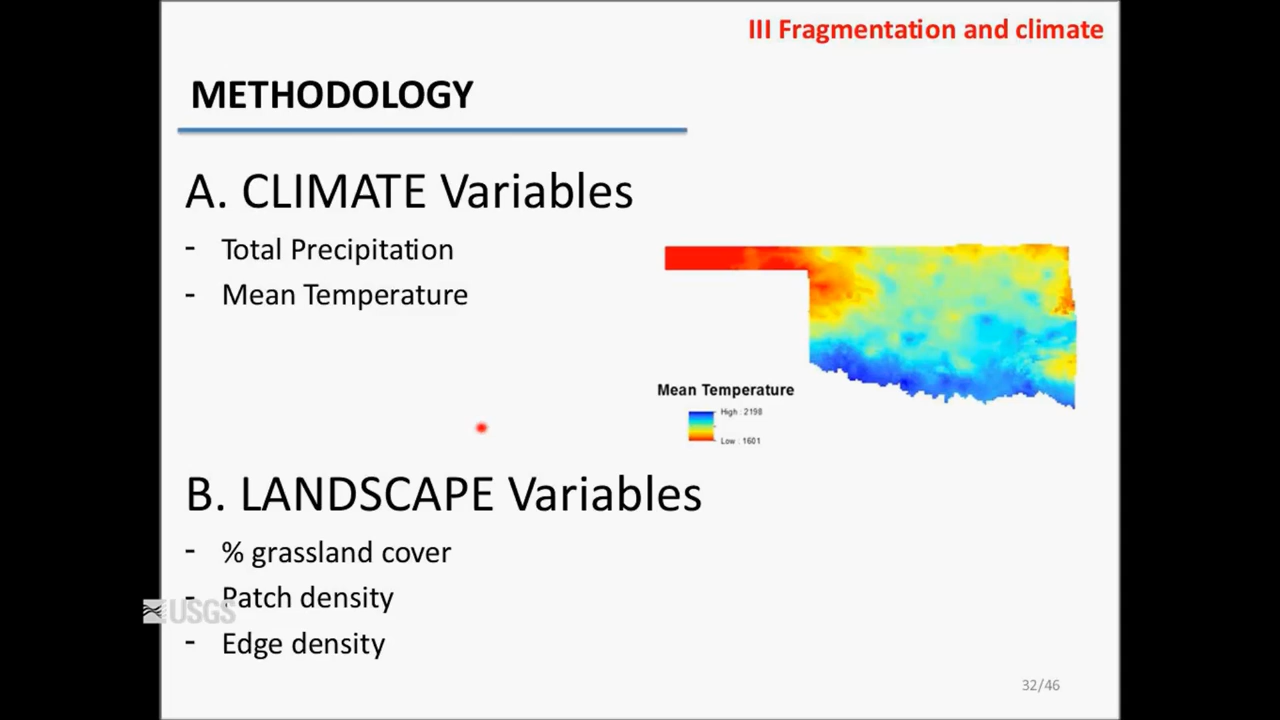 III Fragmentation and climate
METHODOLOGY
A. CLIMATE Variables
- Total Precipitation
- Mean Temperature
Mean Temperature
High : 2198
Low : 1601
B. LANDSCAPE Variables
- % grassland cover
- Patch density
- Edge density
USGS
32/46